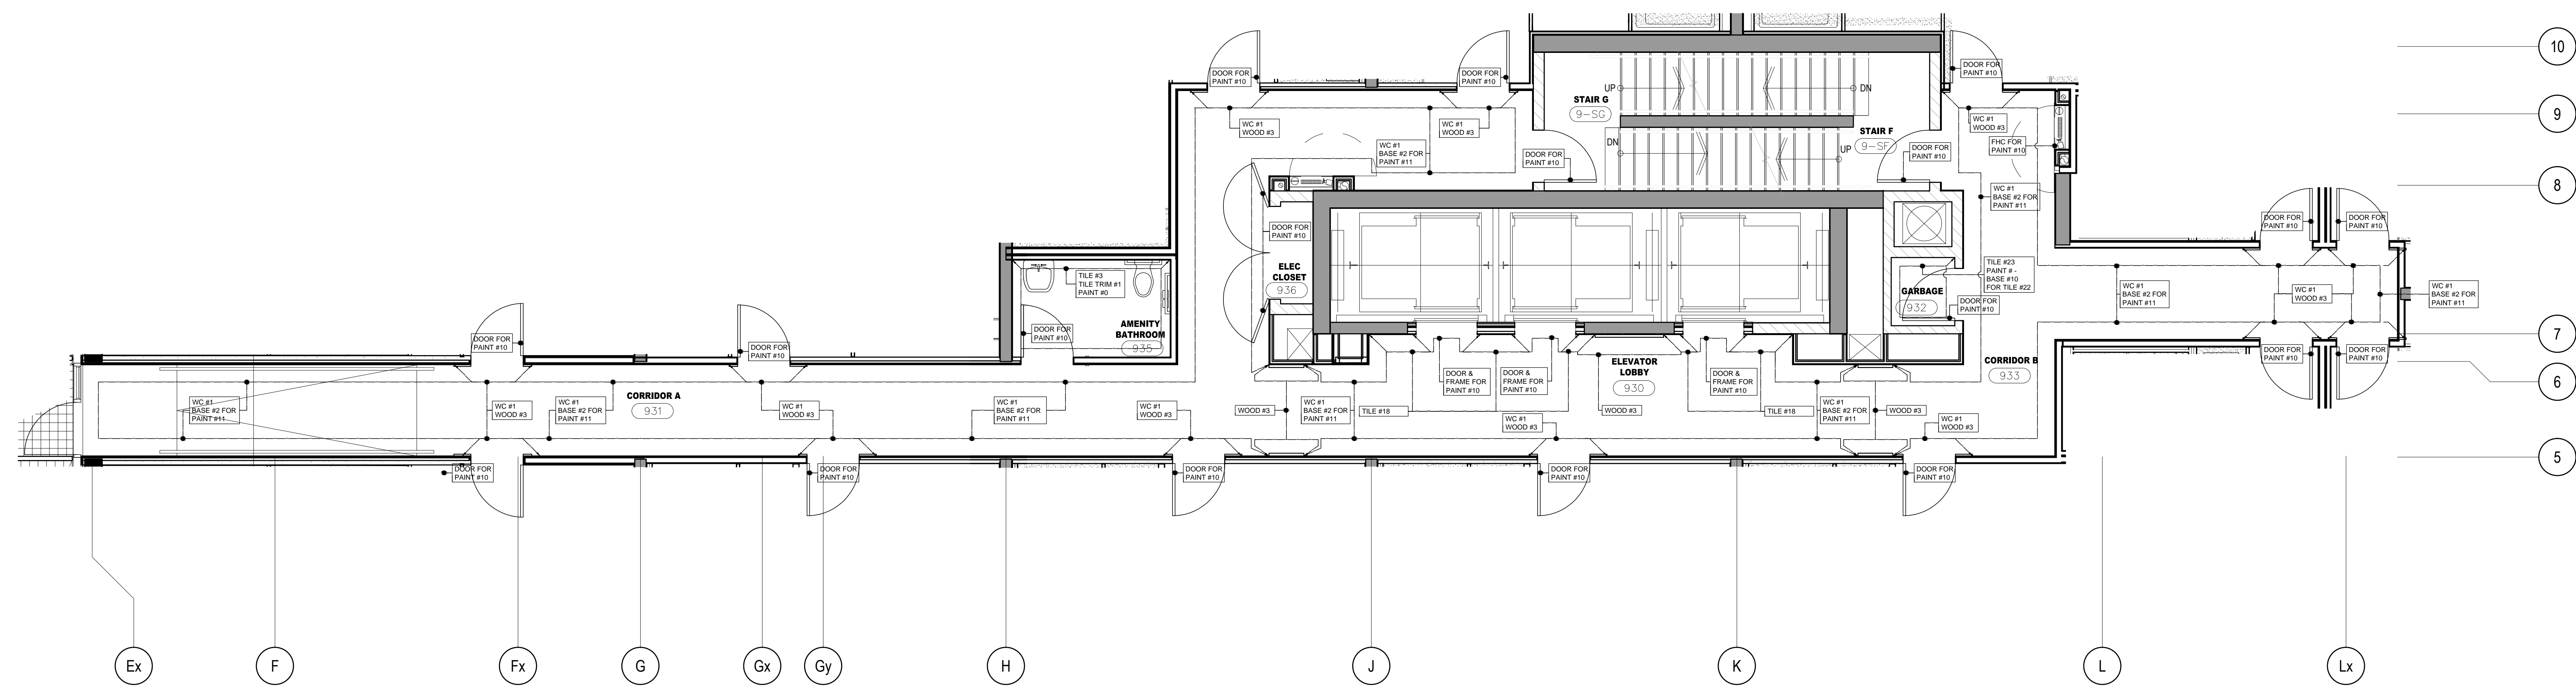 10
DOOR FOR
PAINT #10
DOOR FOR
PAINT #10
DOOR FOR
PAINT #10
UP
DN
STAIR G
9-SG
9
WC #1
WOOD #3
WC #1
WOOD #3
WC #1
WOOD #3
STAIR F
9-SF
DN
UP
WC #1
BASE #2 FOR
PAINT #11
DOOR FOR
PAINT #10
DOOR FOR
PAINT #10
FHC FOR
PAINT #10
8
WC #1
BASE #2 FOR
PAINT #11
DOOR FOR
PAINT #10
DOOR FOR
PAINT #10
DOOR FOR
PAINT #10
ELEC
CLOSET
936
TILE #3
TILE TRIM #1
PAINT #0
TILE #23
PAINT # -
BASE #10
FOR TILE #22
GARBAGE
932
DOOR FOR
PAINT #10
WC #1
BASE #2 FOR
PAINT #11
WC #1
WOOD #3
WC #1
BASE #2 FOR
PAINT #11
AMENITY
BATHROOM
935
DOOR FOR
PAINT #10
7
DOOR FOR
PAINT #10
DOOR FOR
PAINT #10
DOOR FOR
PAINT #10
DOOR FOR
PAINT #10
ELEVATOR
LOBBY
930
CORRIDOR B
933
6
DOOR &
FRAME FOR
PAINT #10
DOOR &
FRAME FOR
PAINT #10
DOOR &
FRAME FOR
PAINT #10
CORRIDOR A
931
WC #1
BASE #2 FOR
PAINT #11
WC #1
WOOD #3
WC #1
BASE #2 FOR
PAINT #11
WC #1
WOOD #3
WC #1
BASE #2 FOR
PAINT #11
WC #1
WOOD #3
WOOD #3
WC #1
BASE #2 FOR
PAINT #11
TILE #18
WC #1
WOOD #3
WOOD #3
TILE #18
WC #1
BASE #2 FOR
PAINT #11
WOOD #3
WC #1
WOOD #3
5
DOOR FOR
PAINT #10
DOOR FOR
PAINT #10
DOOR FOR
PAINT #10
DOOR FOR
PAINT #10
DOOR FOR
PAINT #10
Ex
F
Fx
G
Gx
Gy
H
J
K
L
Lx